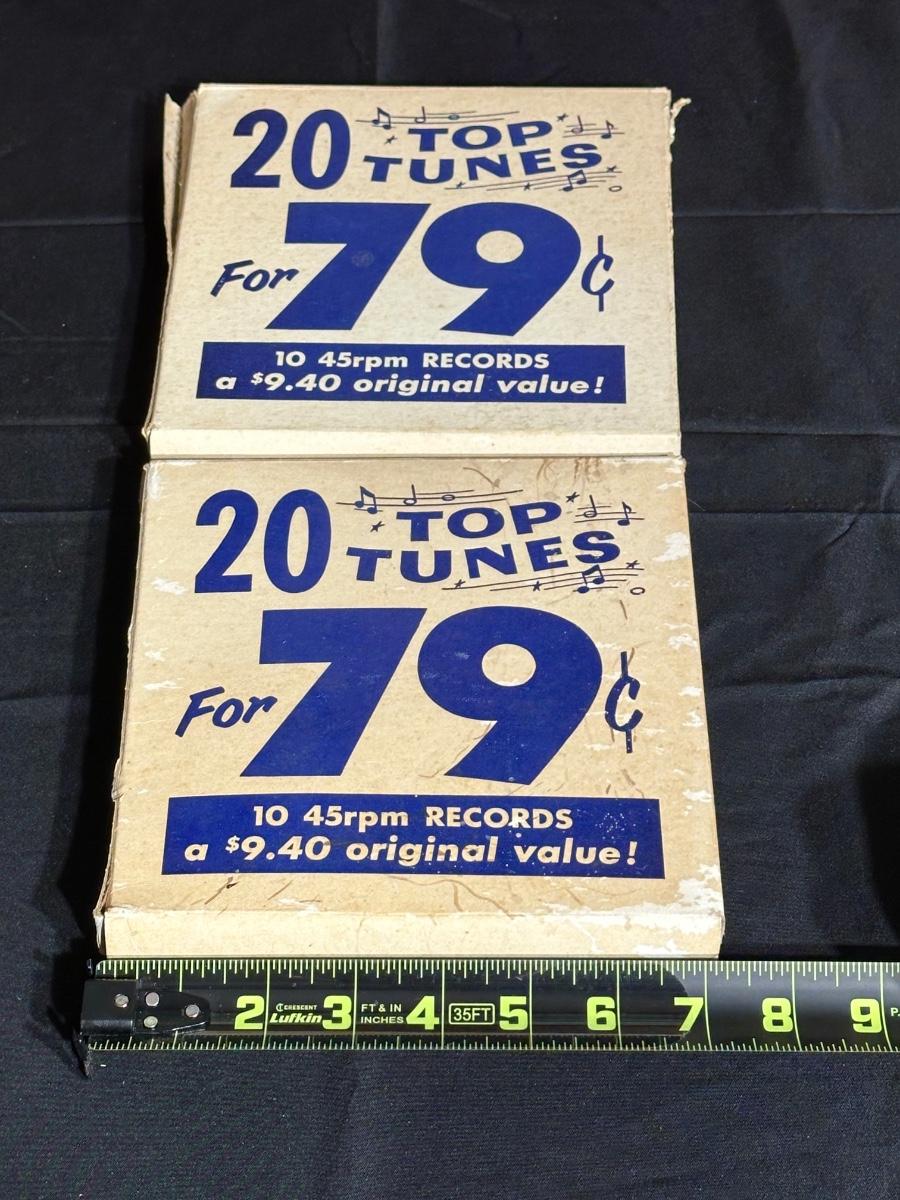 20 TOP
TUNES
For 79¢
10 45rpm RECORDS
a $9.40 original value!
20 TOP
TUNES
For 79¢
10 45rpm RECORDS
a $9.40 original value!
2 CRESCENT Lufkin 3 FT & IN INCHES 4 35FT 5 6 7 8 9